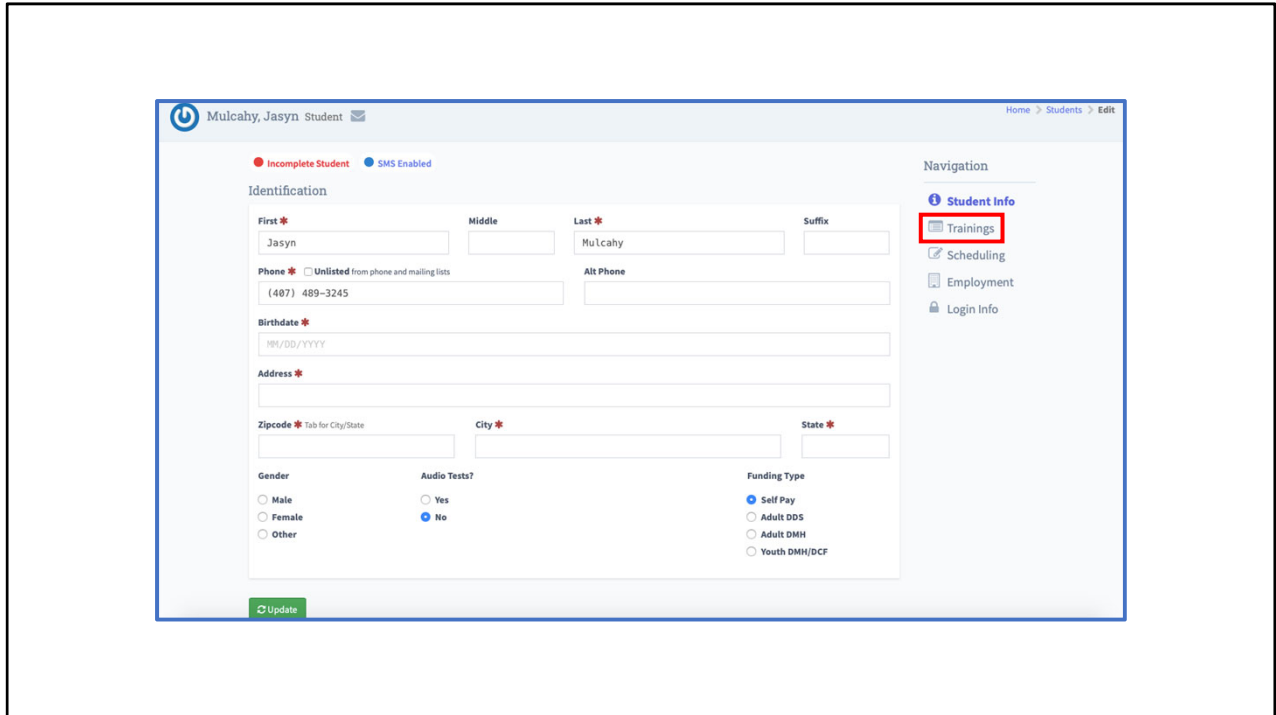 Mulcahy, Jasyn Student
Home > Students > Edit
Incomplete Student SMS Enabled
Identification
First * Middle Last * Suffix
Jasyn Mulcahy
Phone * Unlisted from phone and mailing lists Alt Phone
(407) 489-3245
Birthdate *
MM/DD/YYYY
Address *
Zipcode * Tab for City/State City * State *
Gender Audio Tests? Funding Type
Male Yes Self Pay
Female No Adult DDS
Other Adult DMH
Youth DMH/DCF
Update
Navigation
Student Info
Trainings
Scheduling
Employment
Login Info